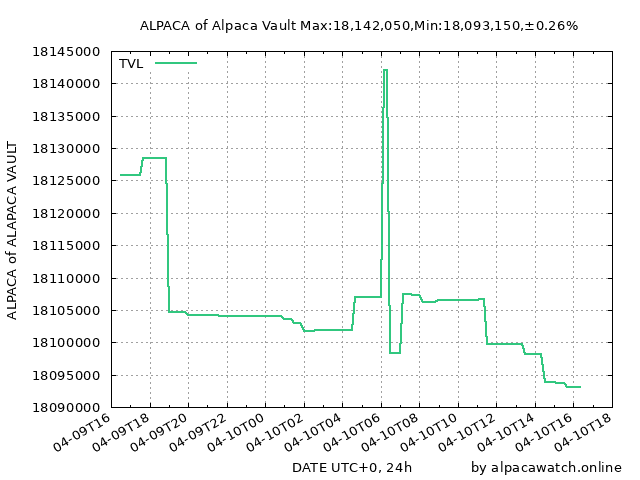 ALPACA of Alpaca Vault Max:18,142,050,Min:18,093,150,±0.26%
TVL
18145000
18140000
18135000
18130000
18125000
18120000
18115000
18110000
18105000
18100000
18095000
18090000
ALPACA of ALAPACA VAULT
04-09T16
04-09T18
04-09T20
04-09T22
04-10T00
04-10T02
04-10T04
04-10T06
04-10T08
04-10T10
04-10T12
04-10T14
04-10T16
04-10T18
DATE UTC+0, 24h
by alpacawatch.online